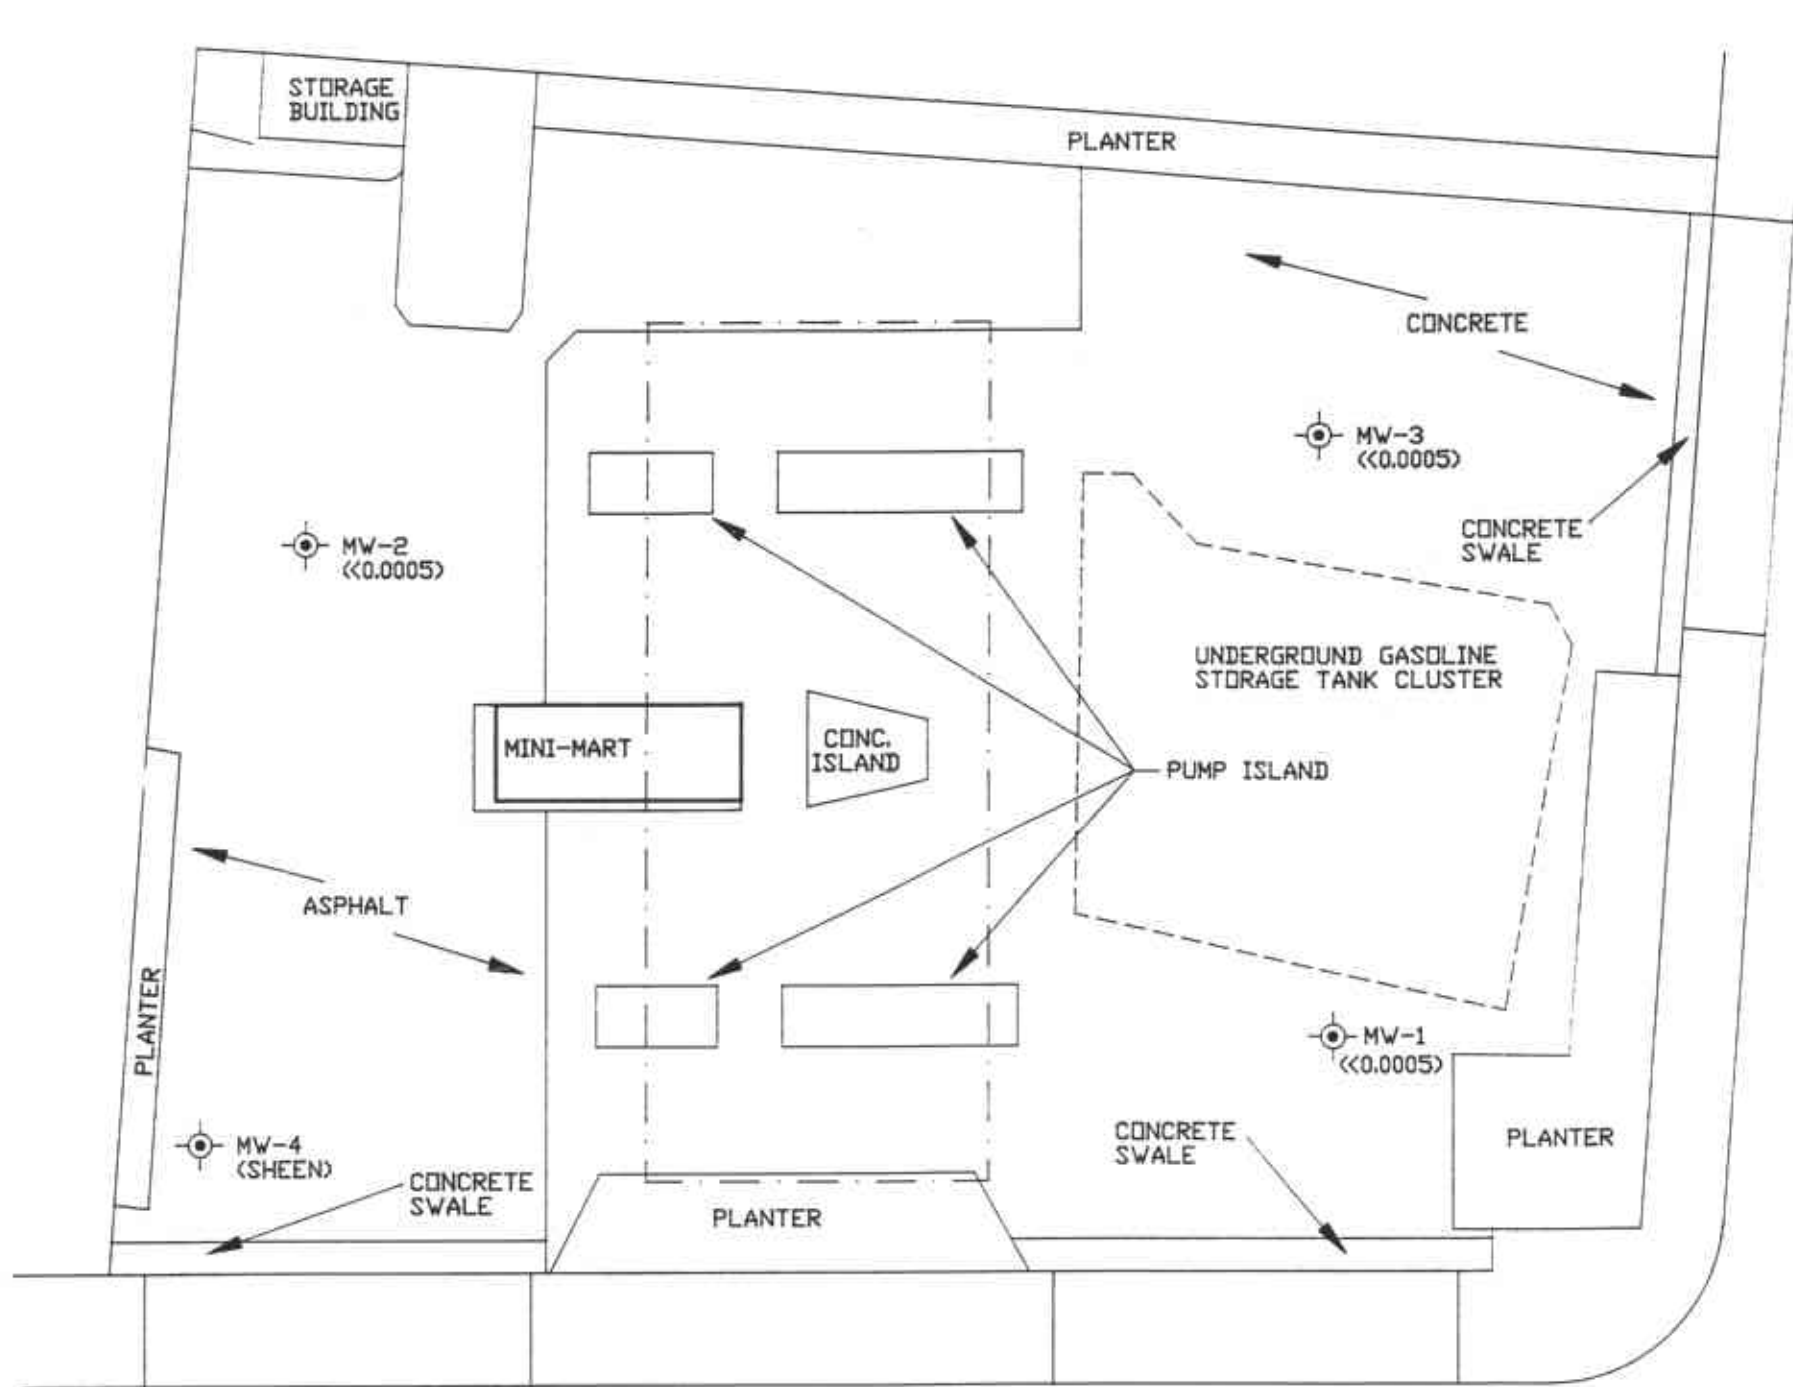 STORAGE
BUILDING
PLANTER
CONCRETE
MW-3
(<0.0005)
CONCRETE
SWALE
MW-2
(<0.0005)
UNDERGROUND GASOLINE
STORAGE TANK CLUSTER
MINI-MART
CONC.
ISLAND
PUMP ISLAND
ASPHALT
PLANTER
MW-1
(<0.0005)
MW-4
(SHEEN)
CONCRETE
SWALE
PLANTER
CONCRETE
SWALE
PLANTER